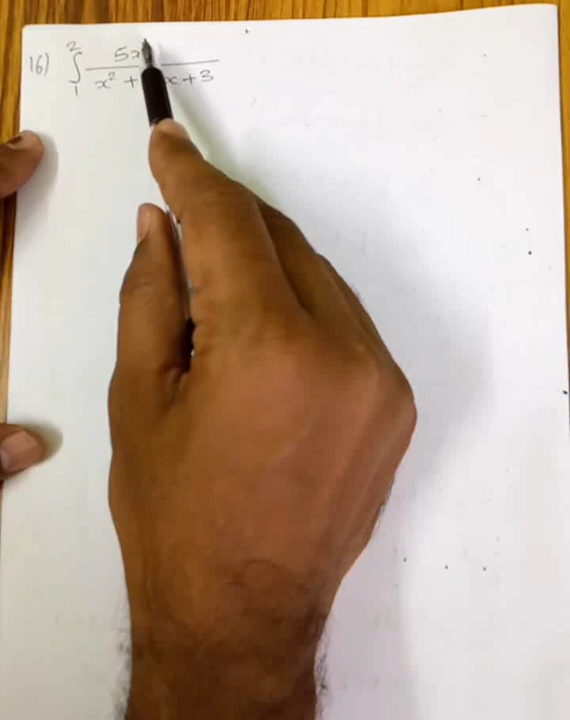 16) ∫
2
1
5x
x² + x + 3